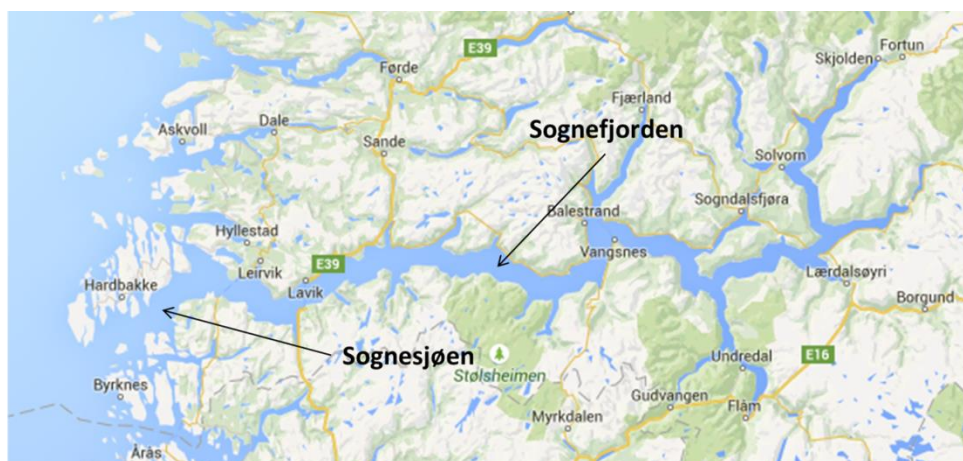 E39
Fortun
Skjolden
Førde
Fjærland
Askvoll
Dale
Sognefjorden
Sande
Solvorn
Sogndalsfjøra
Balestrand
Hyllestad
Vangsnes
Leirvik
E39
Lærdalsøyri
Hardbakke
Lavik
Borgund
Sognesjøen
Undredal
E16
Stølsheimen
Byrknes
Gudvangen
Flåm
Myrkdalen
Årås